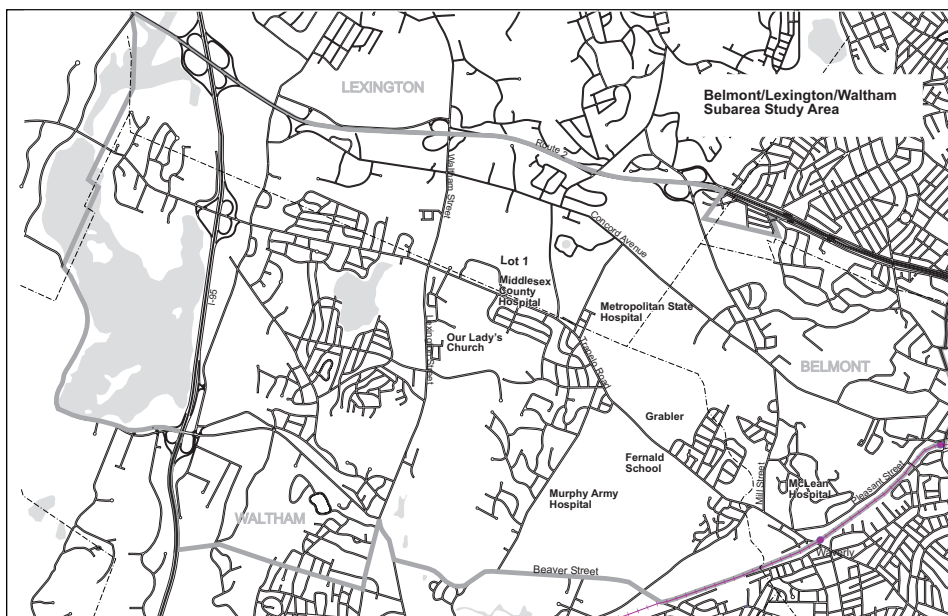 LEXINGTON
Belmont/Lexington/Waltham
Subarea Study Area
Route 2
Waltham Street
Concord Avenue
Lot 1
Middlesex
County
Hospital
I-95
Metropolitan State
Hospital
Lexington Street
Our Lady's
Church
Trapelo Road
BELMONT
Grabler
Fernald
School
Mill Street
McLean
Hospital
Pleasant Street
Murphy Army
Hospital
WALTHAM
Waverly
Beaver Street